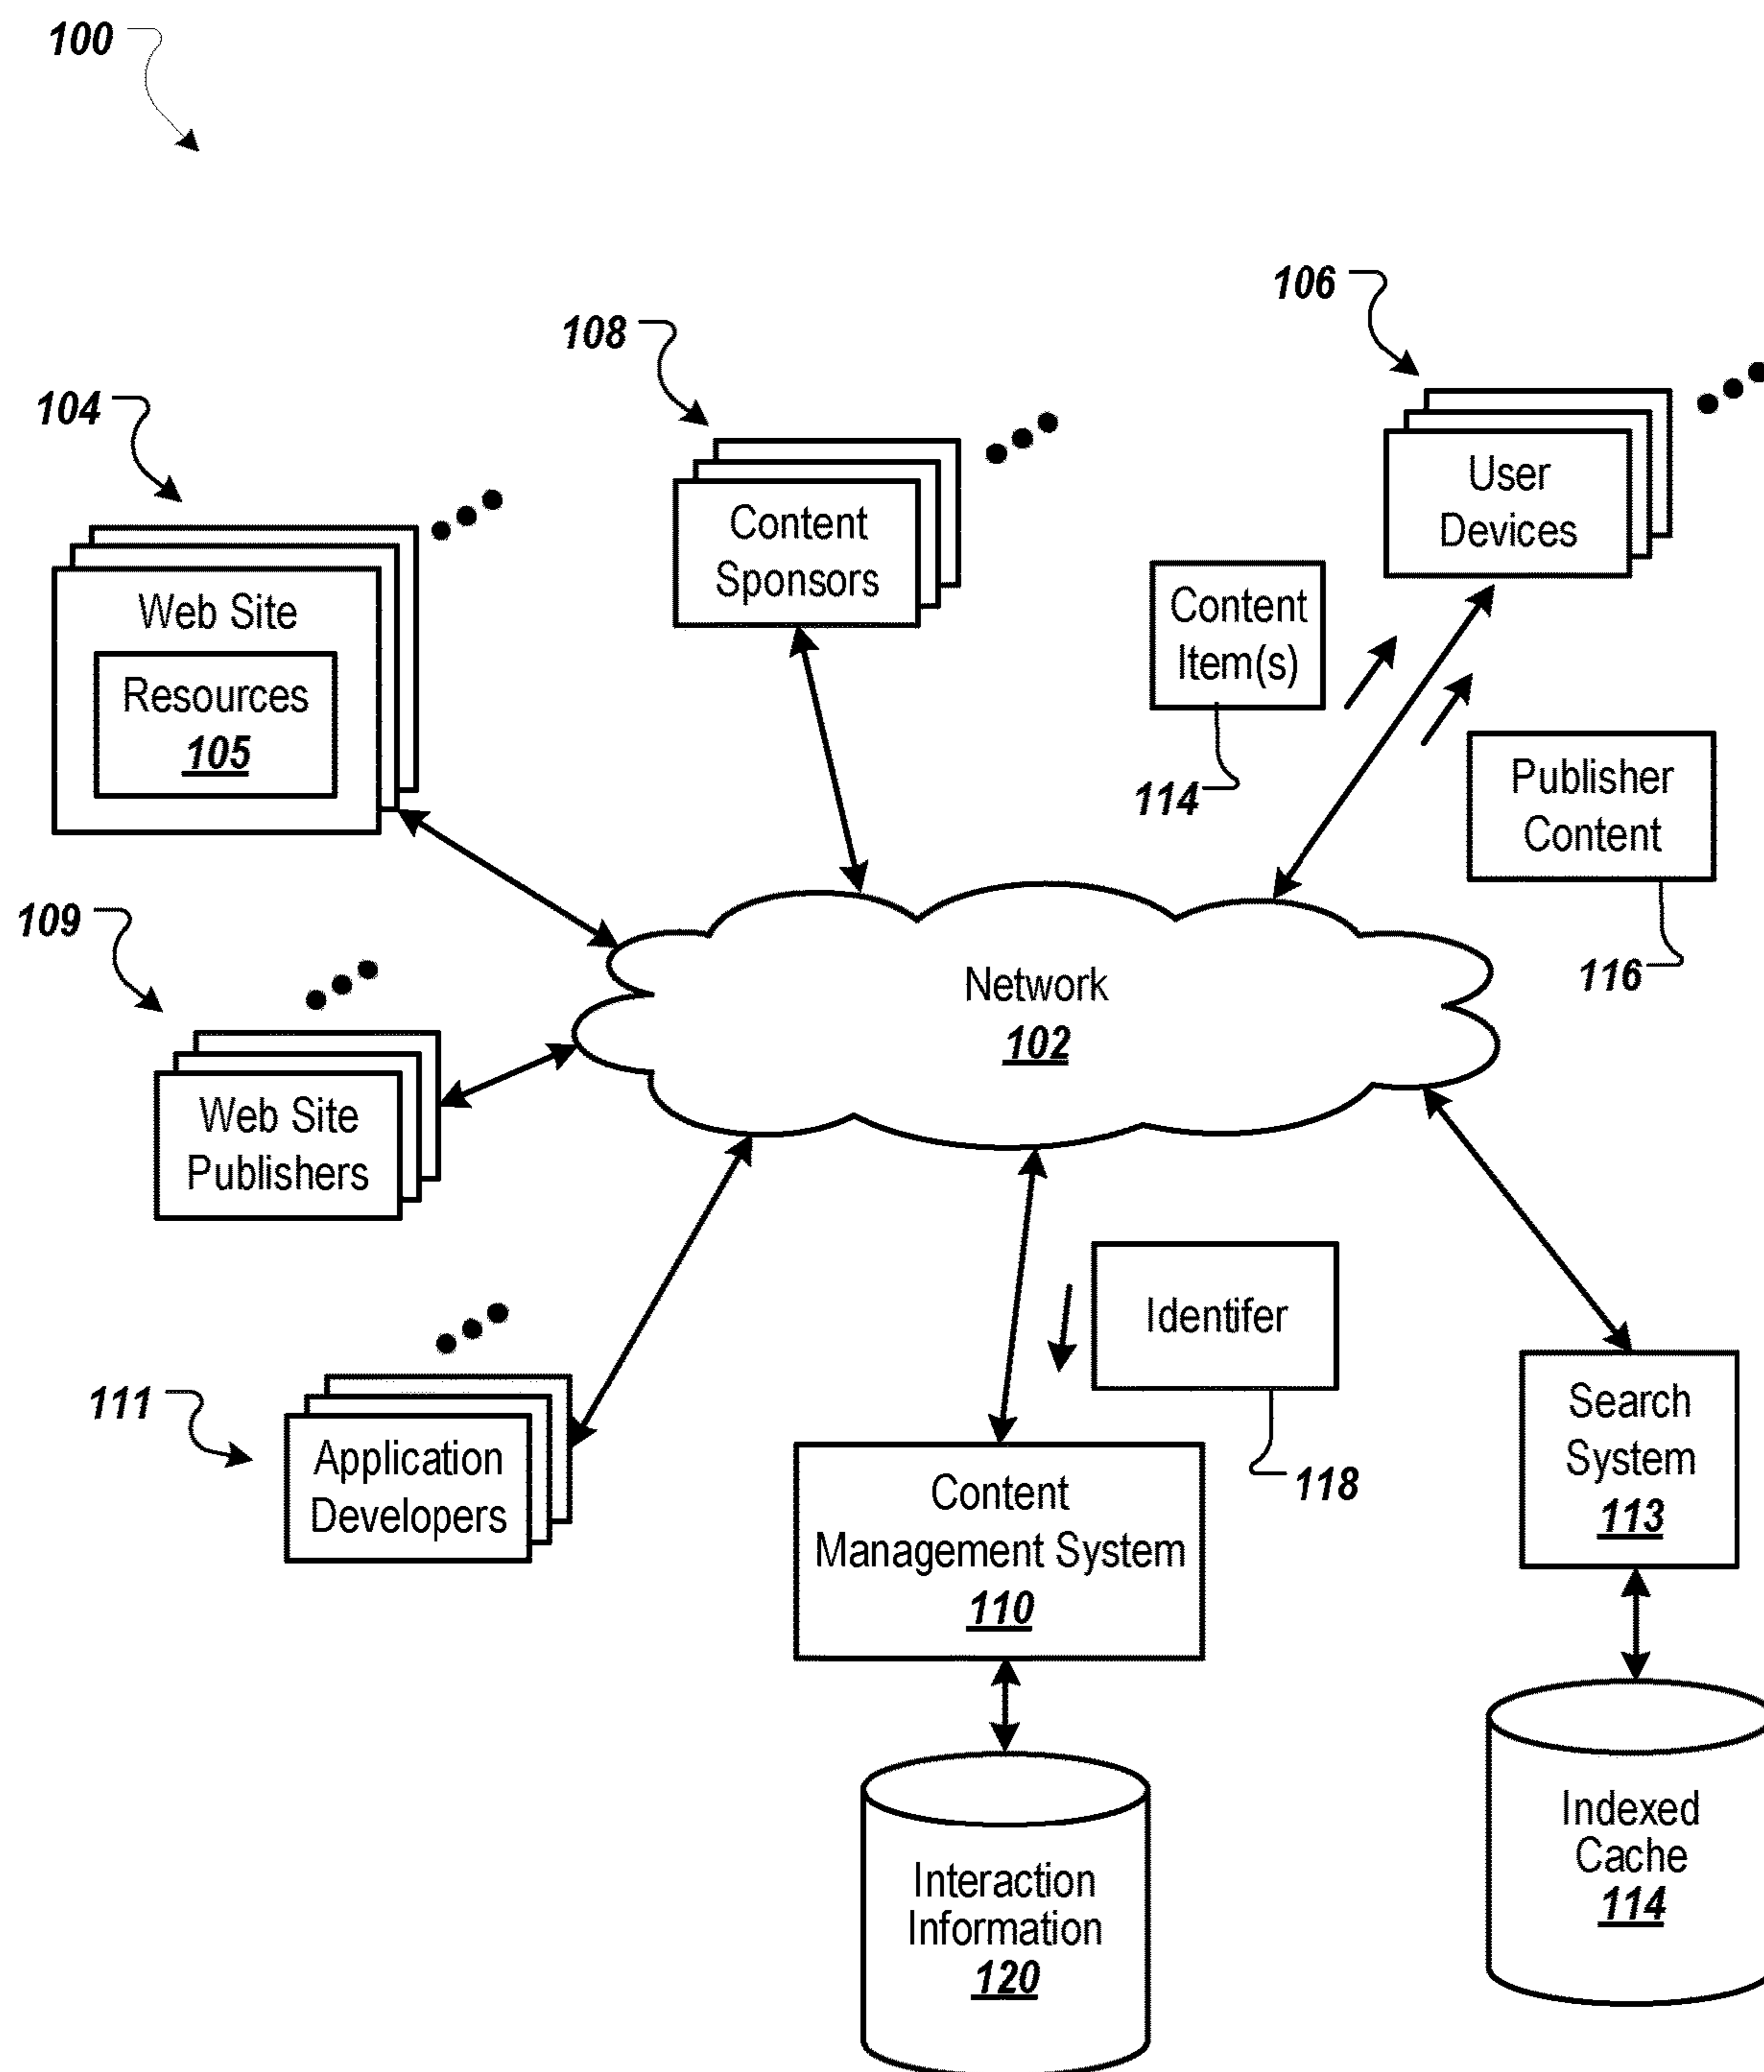 100
106
108
104
User
Devices
Content
Sponsors
Content
Item(s)
Web Site
Resources
105
114
Publisher
Content
109
116
Network
102
Web Site
Publishers
Identifer
111
Application
Developers
118
Search
System
113
Content
Management System
110
Indexed
Cache
114
Interaction
Information
120